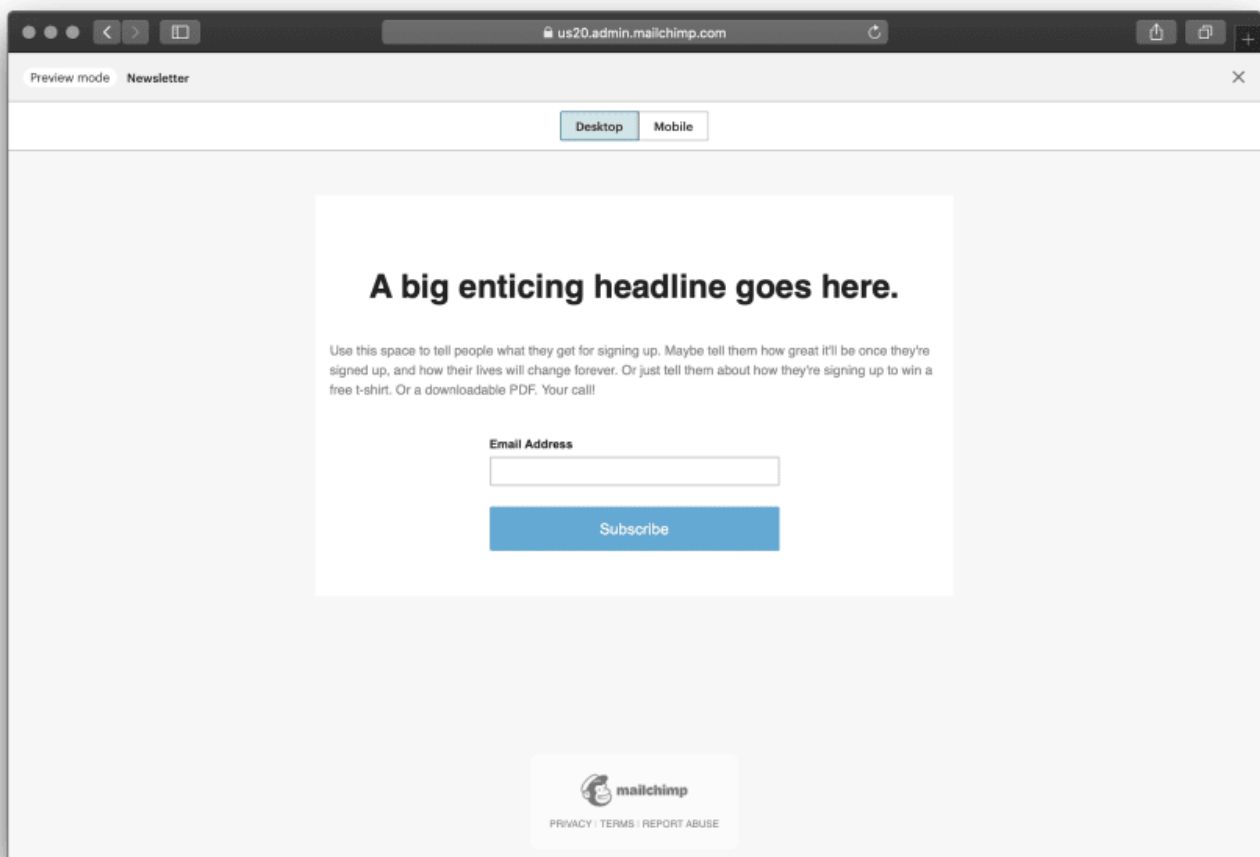 us20.admin.mailchimp.com
Preview mode Newsletter
Desktop Mobile
A big enticing headline goes here.
Use this space to tell people what they get for signing up. Maybe tell them how great it'll be once they're
signed up, and how their lives will change forever. Or just tell them about how they're signing up to win a
free t-shirt. Or a downloadable PDF. Your call!
Email Address
Subscribe
mailchimp
PRIVACY | TERMS | REPORT ABUSE